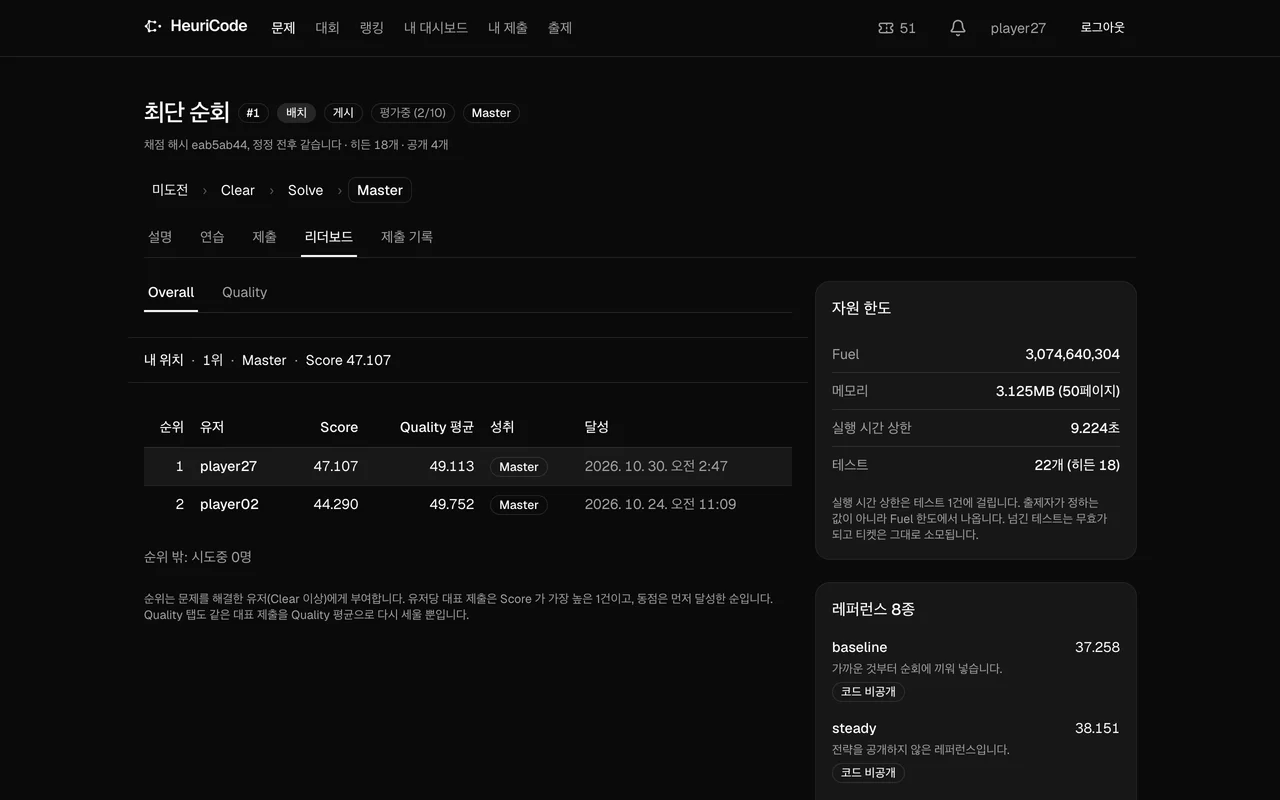 HeuriCode 문제 대회 랭킹 내 대시보드 내 제출 출제 51 player27 로그아웃
최단 순회 #1 배치 게시 평가중 (2/10) Master
채점 해시 eab5ab44, 정정 전후 같습니다 · 히든 18개 · 공개 4개
미도전 › Clear › Solve › Master
설명 연습 제출 리더보드 제출 기록
Overall Quality
내 위치 · 1위 · Master · Score 47.107
순위 유저 Score Quality 평균 성취 달성
1 player27 47.107 49.113 Master 2026. 10. 30. 오전 2:47
2 player02 44.290 49.752 Master 2026. 10. 24. 오전 11:09
순위 밖: 시도중 0명
순위는 문제를 해결한 유저(Clear 이상)에게 부여합니다. 유저당 대표 제출은 Score 가 가장 높은 1건이고, 동점은 먼저 달성한 순입니다.
Quality 탭도 같은 대표 제출을 Quality 평균으로 다시 세울 뿐입니다.
자원 한도
Fuel 3,074,640,304
메모리 3.125MB (50페이지)
실행 시간 상한 9.224초
테스트 22개 (히든 18)
실행 시간 상한은 테스트 1건에 걸립니다. 출제자가 정하는
값이 아니라 Fuel 한도에서 나옵니다. 넘긴 테스트는 무효가
되고 티켓은 그대로 소모됩니다.
레퍼런스 8종
baseline 37.258
가까운 것부터 순회에 끼워 넣습니다.
코드 비공개
steady 38.151
전략을 공개하지 않은 레퍼런스입니다.
코드 비공개